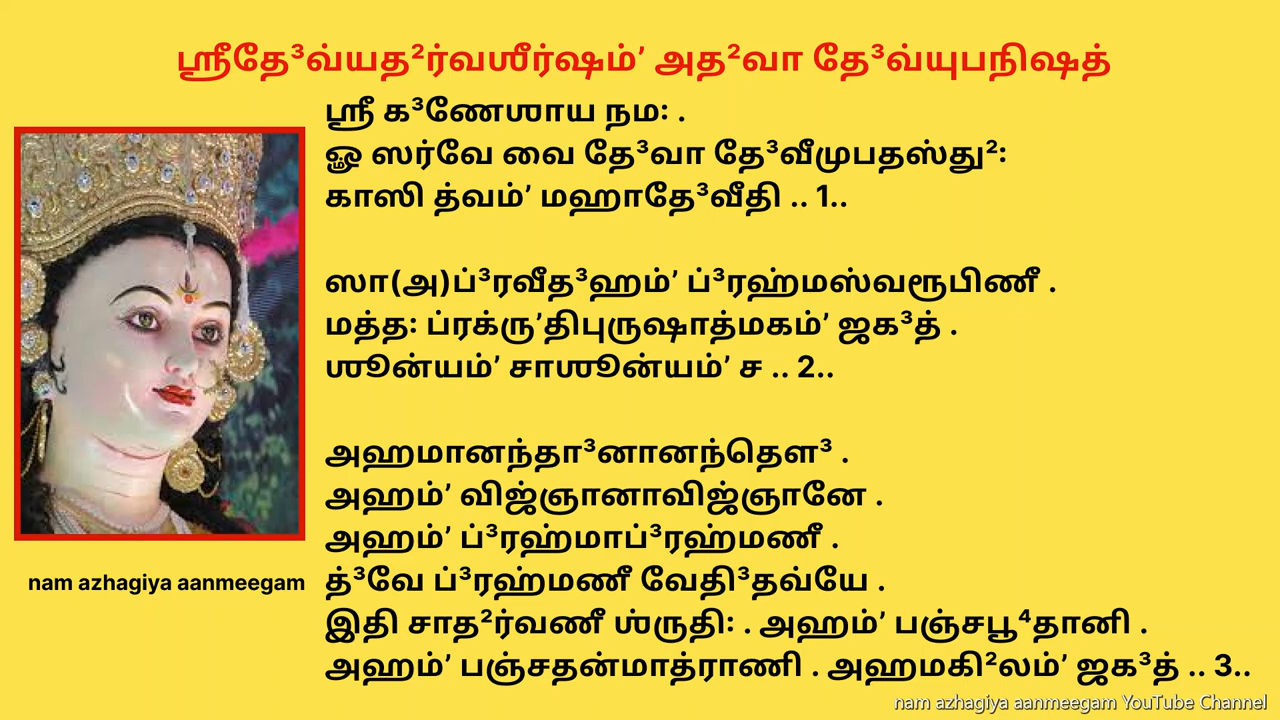 ஸ்ரீதே³வ்யத²ர்வஶீர்ஷம்ʼ அத²வா தே³வ்யுபநிஷத்
ஸ்ரீ க³ணேஶாய நம꞉ .
ௐ ஸர்வே வை தே³வா தே³வீமுபதஸ்து²꞉
காஸி த்வம்ʼ மஹாதே³வீதி .. 1..
ஸா(அ)ப்³ரவீத³ஹம்ʼ ப்³ரஹ்மஸ்வரூபிணீ .
மத்த꞉ ப்ரக்ருʼதிபுருஷாத்மகம்ʼ ஜக³த் .
ஶூன்யம்ʼ சாஶூன்யம்ʼ ச .. 2..
அஹமானந்தா³னானந்தௌ³ .
அஹம்ʼ விஜ்ஞானாவிஜ்ஞானே .
அஹம்ʼ ப்³ரஹ்மாப்³ரஹ்மணீ .
த்³வே ப்³ரஹ்மணீ வேதி³தவ்யே .
இதி சாத²ர்வணீ ஶ்ருதி꞉ . அஹம்ʼ பஞ்சபூ⁴தானி .
அஹம்ʼ பஞ்சதன்மாத்ராணி . அஹமகி²லம்ʼ ஜக³த் .. 3..
nam azhagiya aanmeegam
nam azhagiya aanmeegam YouTube Channel